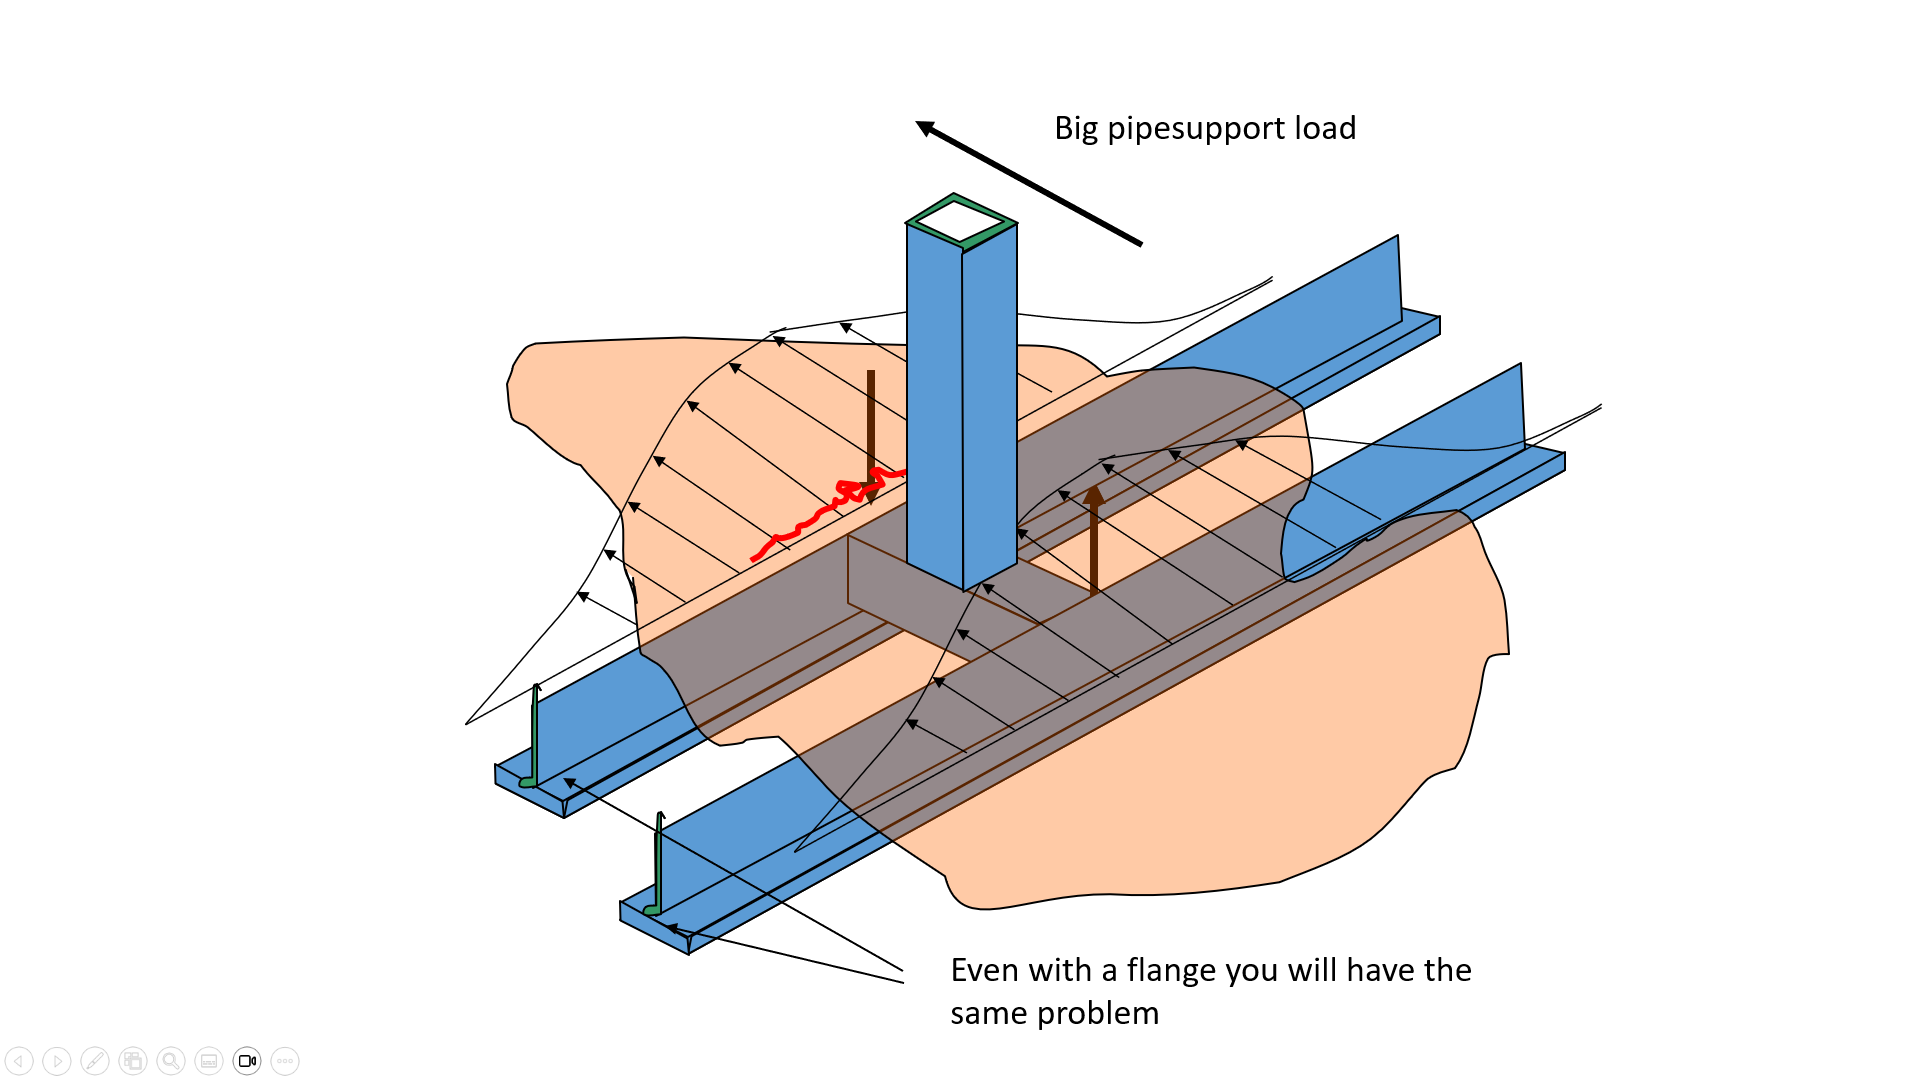 Big pipesupport load
Even with a flange you will have the
same problem